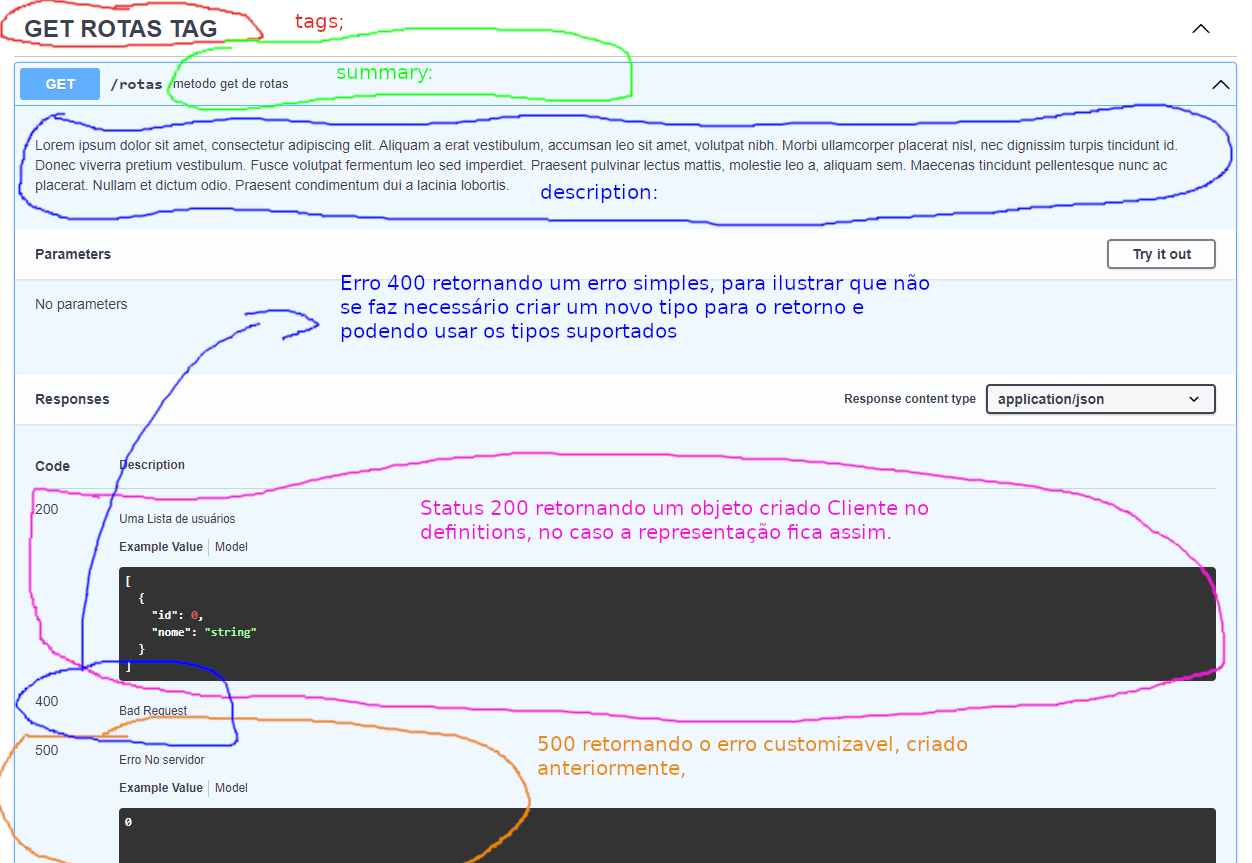 GET ROTAS TAG
tags;
summary:
GET /rotas metodo get de rotas
Lorem ipsum dolor sit amet, consectetur adipiscing elit. Aliquam a erat vestibulum, accumsan leo sit amet, volutpat nibh. Morbi ullamcorper placerat nisl, nec dignissim turpis tincidunt id.
Donec viverra pretium vestibulum. Fusce volutpat fermentum leo sed imperdiet. Praesent pulvinar lectus mattis, molestie leo a, aliquam sem. Maecenas tincidunt pellentesque nunc ac
placerat. Nullam et dictum odio. Praesent condimentum dui a lacinia lobortis.
description:
Parameters
Try it out
Erro 400 retornando um erro simples, para ilustrar que não
se faz necessário criar um novo tipo para o retorno e
podendo usar os tipos suportados
No parameters
Responses
Response content type
application/json
Code
Description
200
Uma Lista de usuários
Status 200 retornando um objeto criado Cliente no
definitions, no caso a representação fica assim.
Example Value Model
[
{
"id": 0,
"nome": "string"
}
]
400
Bad Request
500
Erro No servidor
500 retornando o erro customizavel, criado
anteriormente,
Example Value Model
0